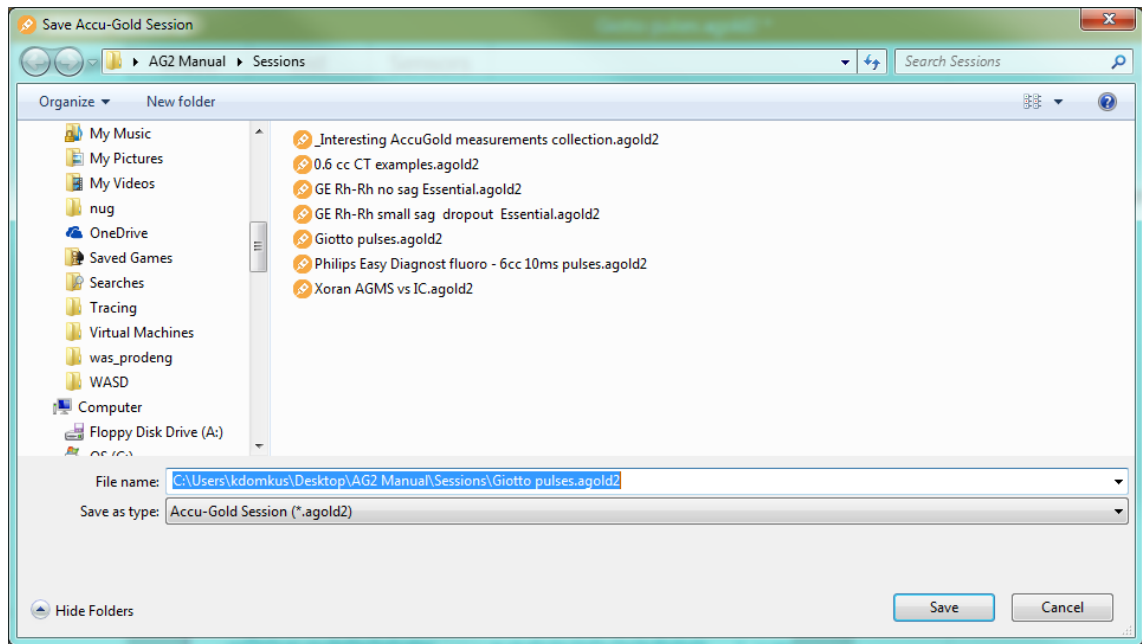 Save Accu-Gold Session
AG2 Manual Sessions
Search Sessions
Organize New folder
My Music
My Pictures
My Videos
nug
OneDrive
Saved Games
Searches
Tracing
Virtual Machines
was_prodeng
WASD
Computer
Floppy Disk Drive (A:)
OS (C:)
_Interesting AccuGold measurements collection.agold2
0.6 cc CT examples.agold2
GE Rh-Rh no sag Essential.agold2
GE Rh-Rh small sag  dropout  Essential.agold2
Giotto pulses.agold2
Philips Easy Diagnost fluoro - 6cc 10ms pulses.agold2
Xoran AGMS vs IC.agold2
File name: C:\Users\kdomkus\Desktop\AG2 Manual\Sessions\Giotto pulses.agold2
Save as type: Accu-Gold Session (*.agold2)
Hide Folders
Save Cancel